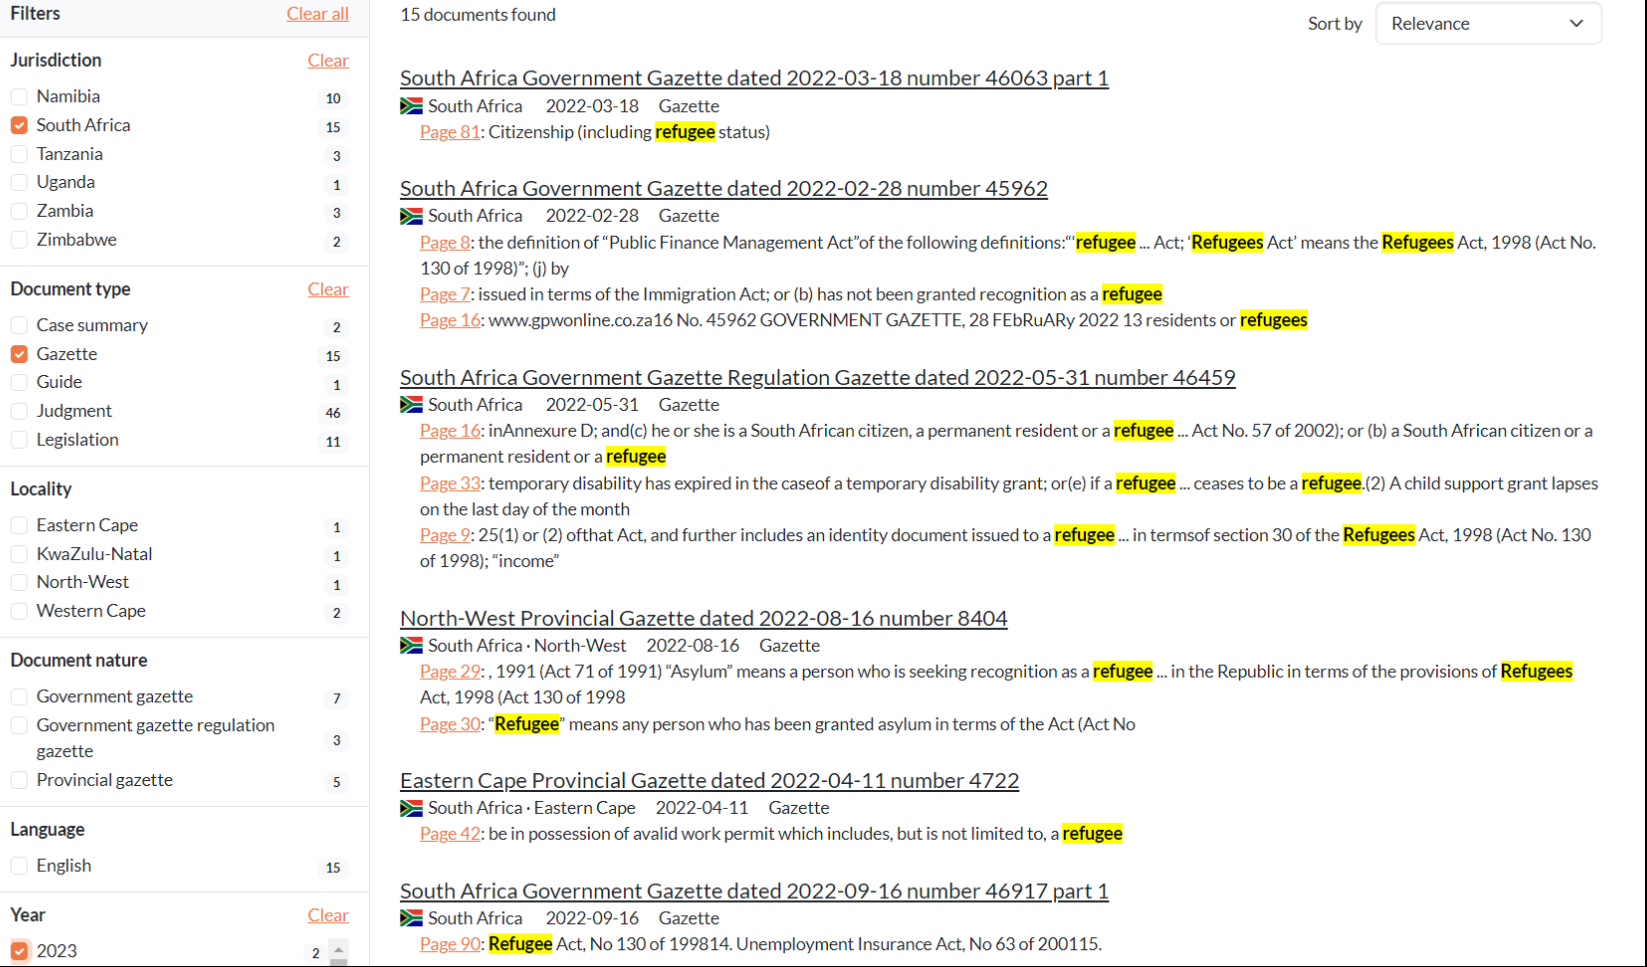 Filters
Clear all
Jurisdiction
Clear
Namibia
10
South Africa
15
Tanzania
3
Uganda
1
Zambia
3
Zimbabwe
2
Document type
Clear
Case summary
2
Gazette
15
Guide
1
Judgment
46
Legislation
11
Locality
Eastern Cape
1
KwaZulu-Natal
1
North-West
1
Western Cape
2
Document nature
Government gazette
7
Government gazette regulation
gazette
3
Provincial gazette
5
Language
English
15
Year
Clear
2023
2
15 documents found
Sort by
Relevance
South Africa Government Gazette dated 2022-03-18 number 46063 part 1
South Africa 2022-03-18 Gazette
Page 81: Citizenship (including refugee status)
South Africa Government Gazette dated 2022-02-28 number 45962
South Africa 2022-02-28 Gazette
Page 8: the definition of “Public Finance Management Act”of the following definitions:“‘refugee ... Act; ‘Refugees Act’ means the Refugees Act, 1998 (Act No.
130 of 1998)”; (j) by
Page 7: issued in terms of the Immigration Act; or (b) has not been granted recognition as a refugee
Page 16: www.gpwonline.co.za16 No. 45962 GOVERNMENT GAZETTE, 28 FEbRuARy 2022 13 residents or refugees
South Africa Government Gazette Regulation Gazette dated 2022-05-31 number 46459
South Africa 2022-05-31 Gazette
Page 16: inAnnexure D; and(c) he or she is a South African citizen, a permanent resident or a refugee ... Act No. 57 of 2002); or (b) a South African citizen or a
permanent resident or a refugee
Page 33: temporary disability has expired in the caseof a temporary disability grant; or(e) if a refugee ... ceases to be a refugee.(2) A child support grant lapses
on the last day of the month
Page 9: 25(1) or (2) ofthat Act, and further includes an identity document issued to a refugee ... in termsof section 30 of the Refugees Act, 1998 (Act No. 130
of 1998); “income”
North-West Provincial Gazette dated 2022-08-16 number 8404
South Africa · North-West 2022-08-16 Gazette
Page 29: , 1991 (Act 71 of 1991) “Asylum” means a person who is seeking recognition as a refugee ... in the Republic in terms of the provisions of Refugees
Act, 1998 (Act 130 of 1998
Page 30: “Refugee” means any person who has been granted asylum in terms of the Act (Act No
Eastern Cape Provincial Gazette dated 2022-04-11 number 4722
South Africa · Eastern Cape 2022-04-11 Gazette
Page 42: be in possession of avalid work permit which includes, but is not limited to, a refugee
South Africa Government Gazette dated 2022-09-16 number 46917 part 1
South Africa 2022-09-16 Gazette
Page 90: Refugee Act, No 130 of 199814. Unemployment Insurance Act, No 63 of 200115.